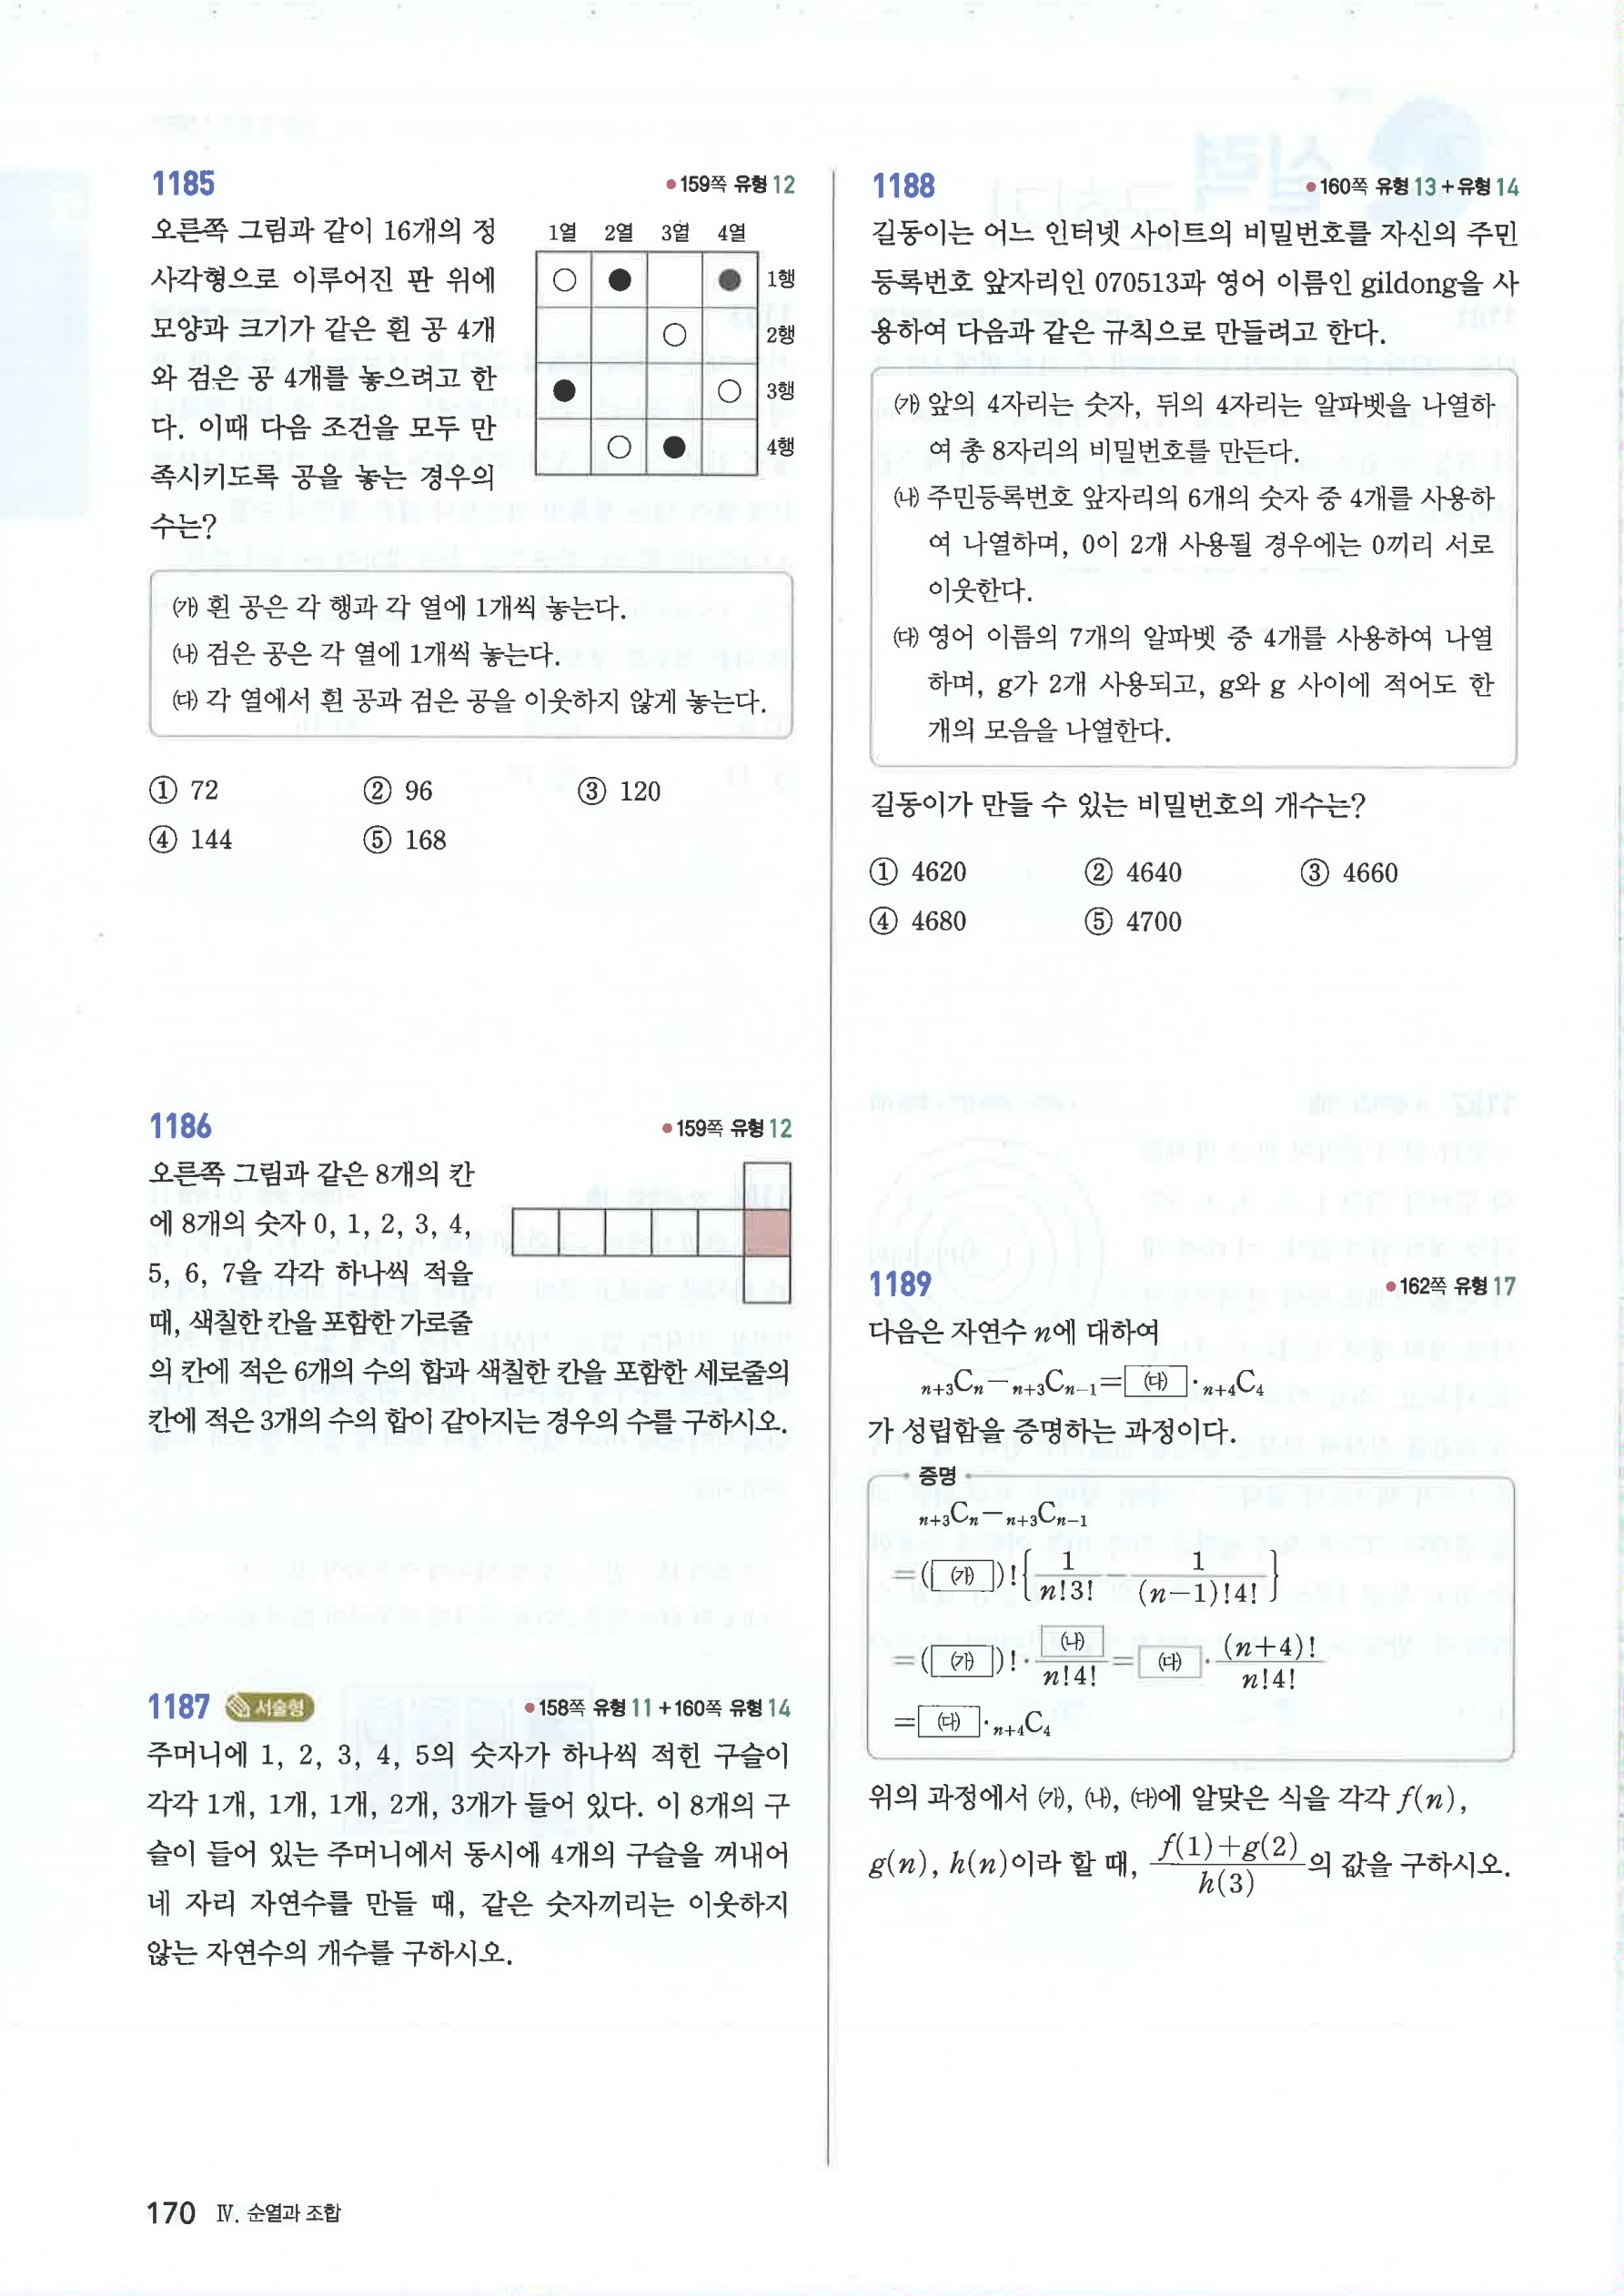 1185
159쪽 유형 12
오른쪽 그림과 같이 16개의 정
사각형으로 이루어진 판 위에
모양과 크기가 같은 흰 공 4개
와 검은 공 4개를 놓으려고 한
다. 이때 다음 조건을 모두 만
족시키도록 공을 놓는 경우의
수는?
1열 2열 3열 4열
1행
2행
3행
4행
㈎ 흰 공은 각 행과 각 열에 1개씩 놓는다.
㈏ 검은 공은 각 열에 1개씩 놓는다.
㈐ 각 열에서 흰 공과 검은 공을 이웃하지 않게 놓는다.
① 72 ② 96 ③ 120
④ 144 ⑤ 168
1186
159쪽 유형 12
오른쪽 그림과 같은 8개의 칸
에 8개의 숫자 0, 1, 2, 3, 4,
5, 6, 7을 각각 하나씩 적을
때, 색칠한 칸을 포함한 가로줄
의 칸에 적은 6개의 수의 합과 색칠한 칸을 포함한 세로줄의
칸에 적은 3개의 수의 합이 같아지는 경우의 수를 구하시오.
1187 서술형
158쪽 유형 11 + 160쪽 유형 14
주머니에 1, 2, 3, 4, 5의 숫자가 하나씩 적힌 구슬이
각각 1개, 1개, 1개, 2개, 3개가 들어 있다. 이 8개의 구
슬이 들어 있는 주머니에서 동시에 4개의 구슬을 꺼내어
네 자리 자연수를 만들 때, 같은 숫자끼리는 이웃하지
않는 자연수의 개수를 구하시오.
1188
160쪽 유형 13 + 유형 14
길동이는 어느 인터넷 사이트의 비밀번호를 자신의 주민
등록번호 앞자리인 070513과 영어 이름인 gildong을 사
용하여 다음과 같은 규칙으로 만들려고 한다.
㈎ 앞의 4자리는 숫자, 뒤의 4자리는 알파벳을 나열하
여 총 8자리의 비밀번호를 만든다.
㈏ 주민등록번호 앞자리의 6개의 숫자 중 4개를 사용하
여 나열하며, 0이 2개 사용될 경우에는 0끼리 서로
이웃한다.
㈐ 영어 이름의 7개의 알파벳 중 4개를 사용하여 나열
하며, g가 2개 사용되고, g와 g 사이에 적어도 한
개의 모음을 나열한다.
길동이가 만들 수 있는 비밀번호의 개수는?
① 4620 ② 4640 ③ 4660
④ 4680 ⑤ 4700
1189
162쪽 유형 17
다음은 자연수 n에 대하여
ₙ₊₃Cₙ－ₙ₊₃Cₙ₋₁=㈐·ₙ₊₄C₄
가 성립함을 증명하는 과정이다.
증명
ₙ₊₃Cₙ－ₙ₊₃Cₙ₋₁
=(㈎)!{1/(n!3!) － 1/((n－1)!4!)}
=(㈎)!·㈏/(n!4!)=㈐·(n+4)!/(n!4!)
=㈐·ₙ₊₄C₄
위의 과정에서 ㈎, ㈏, ㈐에 알맞은 식을 각각 f(n),
g(n), h(n)이라 할 때, (f(1)+g(2))/h(3)의 값을 구하시오.
170 Ⅳ. 순열과 조합